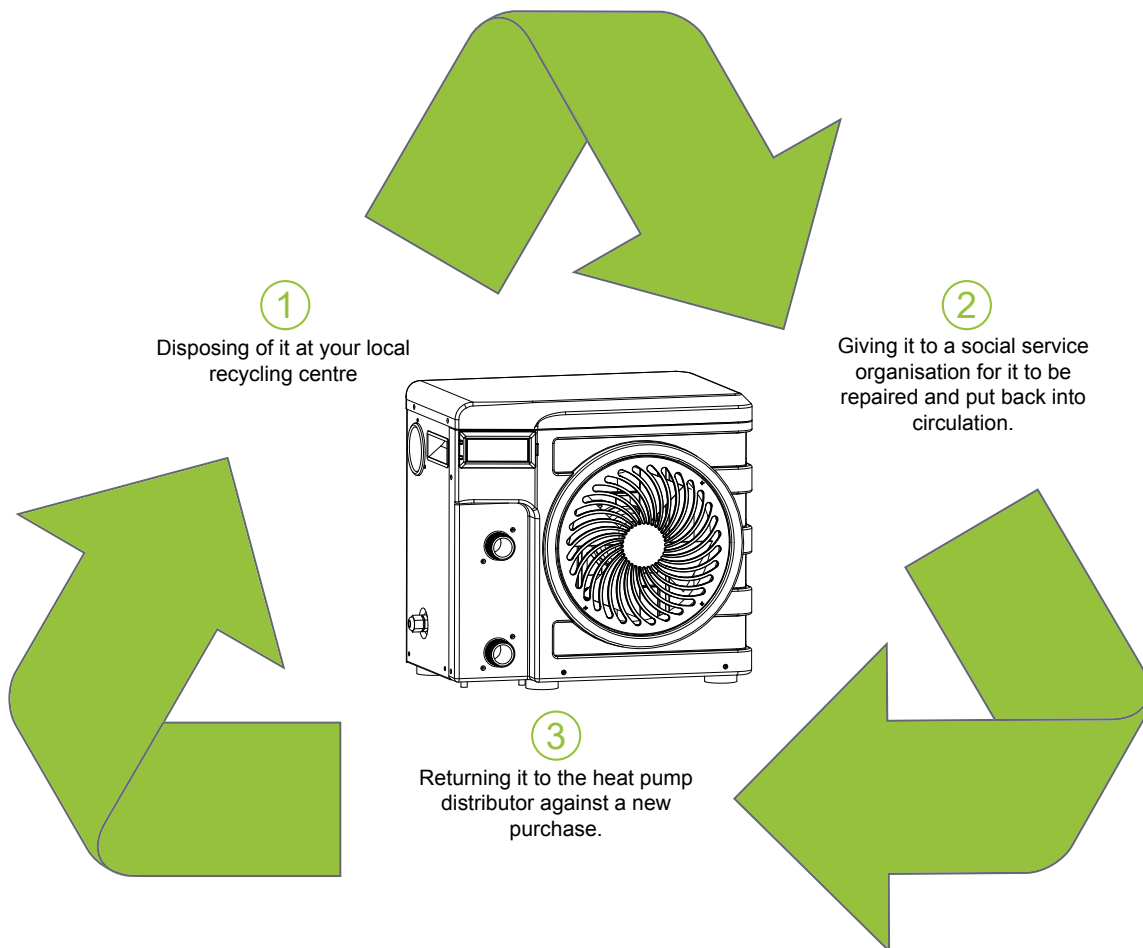 1
Disposing of it at your local
recycling centre
2
Giving it to a social service
organisation for it to be
repaired and put back into
circulation.
3
Returning it to the heat pump
distributor against a new
purchase.